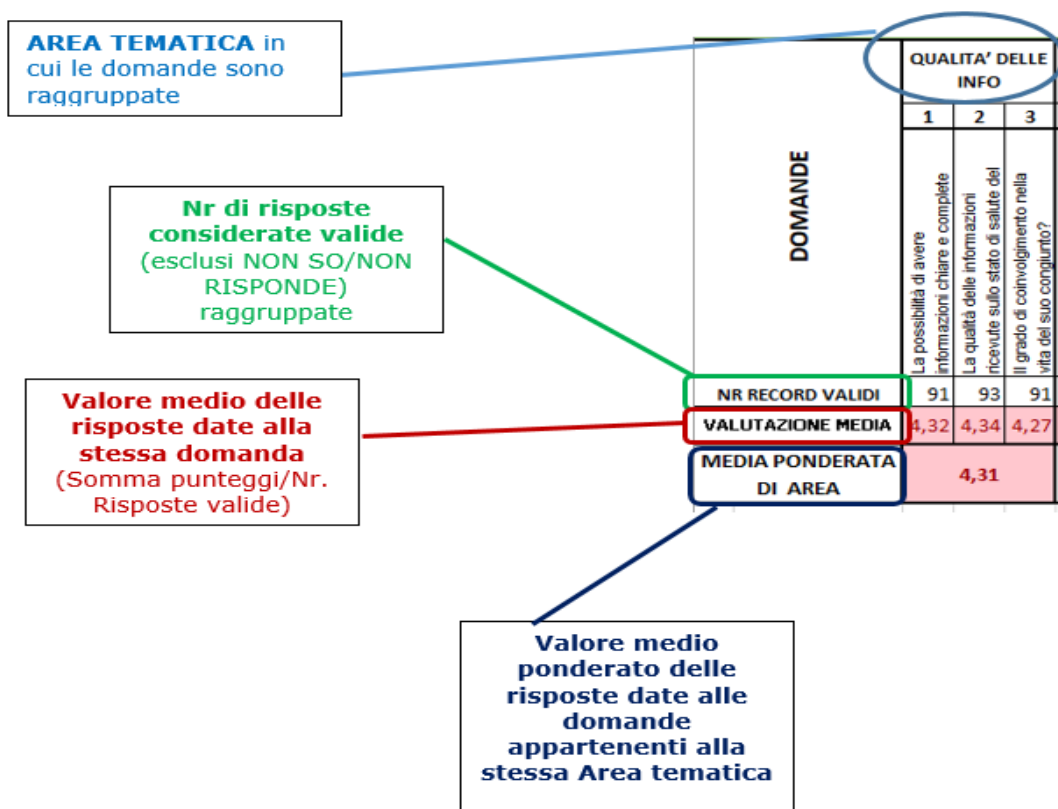 AREA TEMATICA in
cui le domande sono
raggruppate
QUALITA' DELLE
INFO
1 2 3
DOMANDE
La possibilità di avere
informazioni chiare e complete
La qualità delle informazioni
ricevute sullo stato di salute del
Il grado di coinvolgimento nella
vita del suo congiunto?
Nr di risposte
considerate valide
(esclusi NON SO/NON
RISPONDE)
raggruppate
NR RECORD VALIDI 91 93 91
Valore medio delle
risposte date alla
stessa domanda
(Somma punteggi/Nr.
Risposte valide)
VALUTAZIONE MEDIA 4,32 4,34 4,27
MEDIA PONDERATA
DI AREA
4,31
Valore medio
ponderato delle
risposte date alle
domande
appartenenti alla
stessa Area tematica